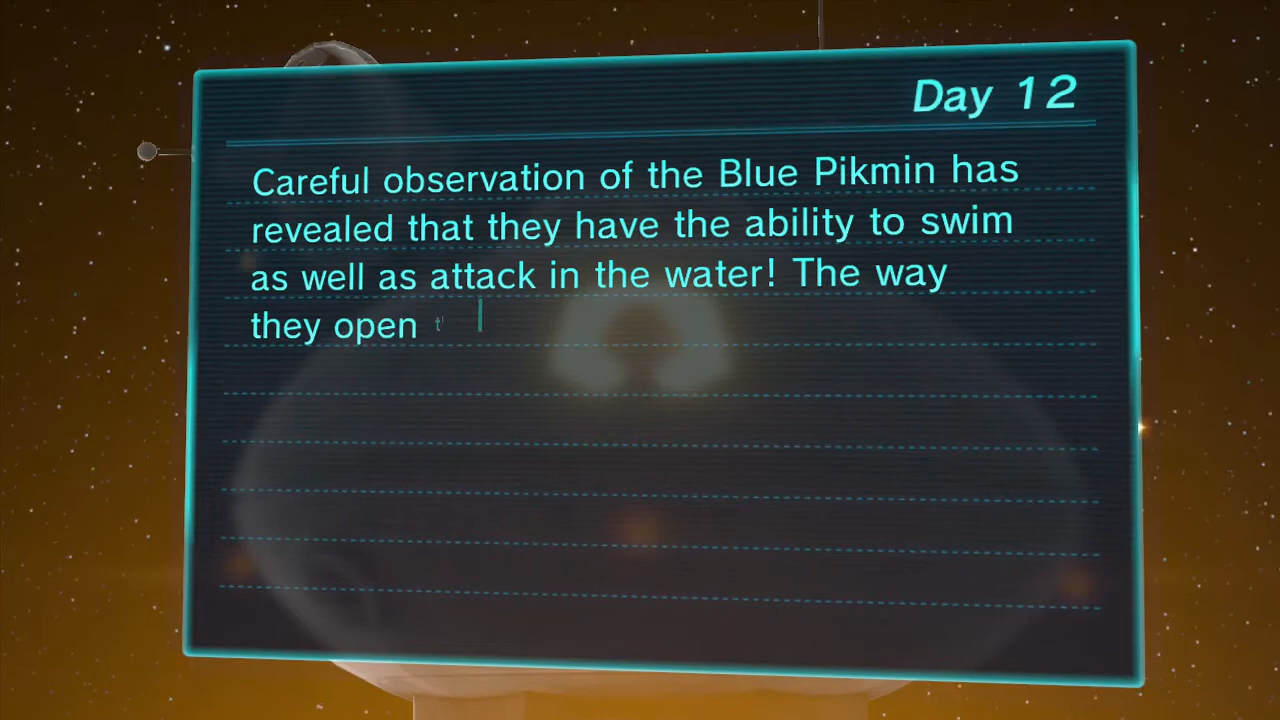 Day 12
Careful observation of the Blue Pikmin has
revealed that they have the ability to swim
as well as attack in the water! The way
they open